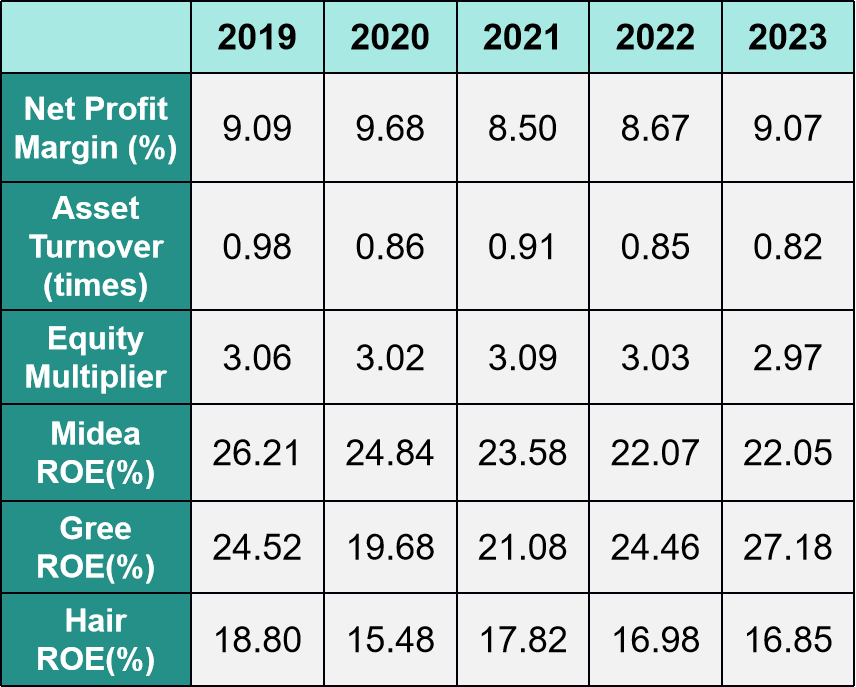 2019 2020 2021 2022 2023
Net Profit
Margin (%) 9.09 9.68 8.50 8.67 9.07
Asset
Turnover
(times) 0.98 0.86 0.91 0.85 0.82
Equity
Multiplier 3.06 3.02 3.09 3.03 2.97
Midea
ROE(%) 26.21 24.84 23.58 22.07 22.05
Gree
ROE(%) 24.52 19.68 21.08 24.46 27.18
Hair
ROE(%) 18.80 15.48 17.82 16.98 16.85